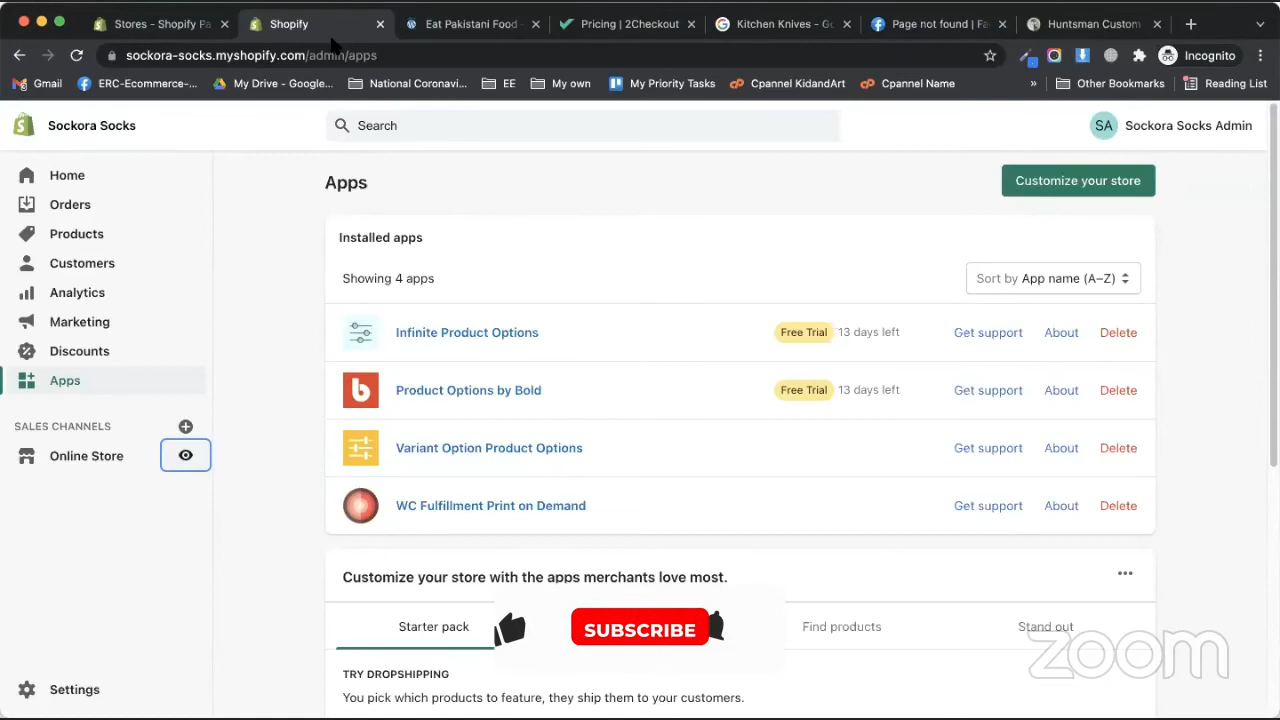 Stores - Shopify Pa
Shopify
Eat Pakistani Food -
Pricing | 2Checkout
Kitchen Knives - Go
Page not found | Fa
Huntsman Custom
sockora-socks.myshopify.com/admin/apps
Incognito
Gmail
ERC-Ecommerce-...
My Drive - Google...
National Coronavi...
EE
My own
My Priority Tasks
Cpannel KidandArt
Cpannel Name
»
Other Bookmarks
Reading List
Sockora Socks
Search
SA
Sockora Socks Admin
Home
Orders
Products
Customers
Analytics
Marketing
Discounts
Apps
SALES CHANNELS
Online Store
Settings
Apps
Customize your store
Installed apps
Showing 4 apps
Sort by App name (A–Z)
Infinite Product Options
Free Trial
13 days left
Get support
About
Delete
b
Product Options by Bold
Free Trial
13 days left
Get support
About
Delete
Variant Option Product Options
Get support
About
Delete
WC Fulfillment Print on Demand
Get support
About
Delete
Customize your store with the apps merchants love most.
Starter pack
SUBSCRIBE
Find products
Stand out
zoom
TRY DROPSHIPPING
You pick which products to feature, they ship them to your customers.